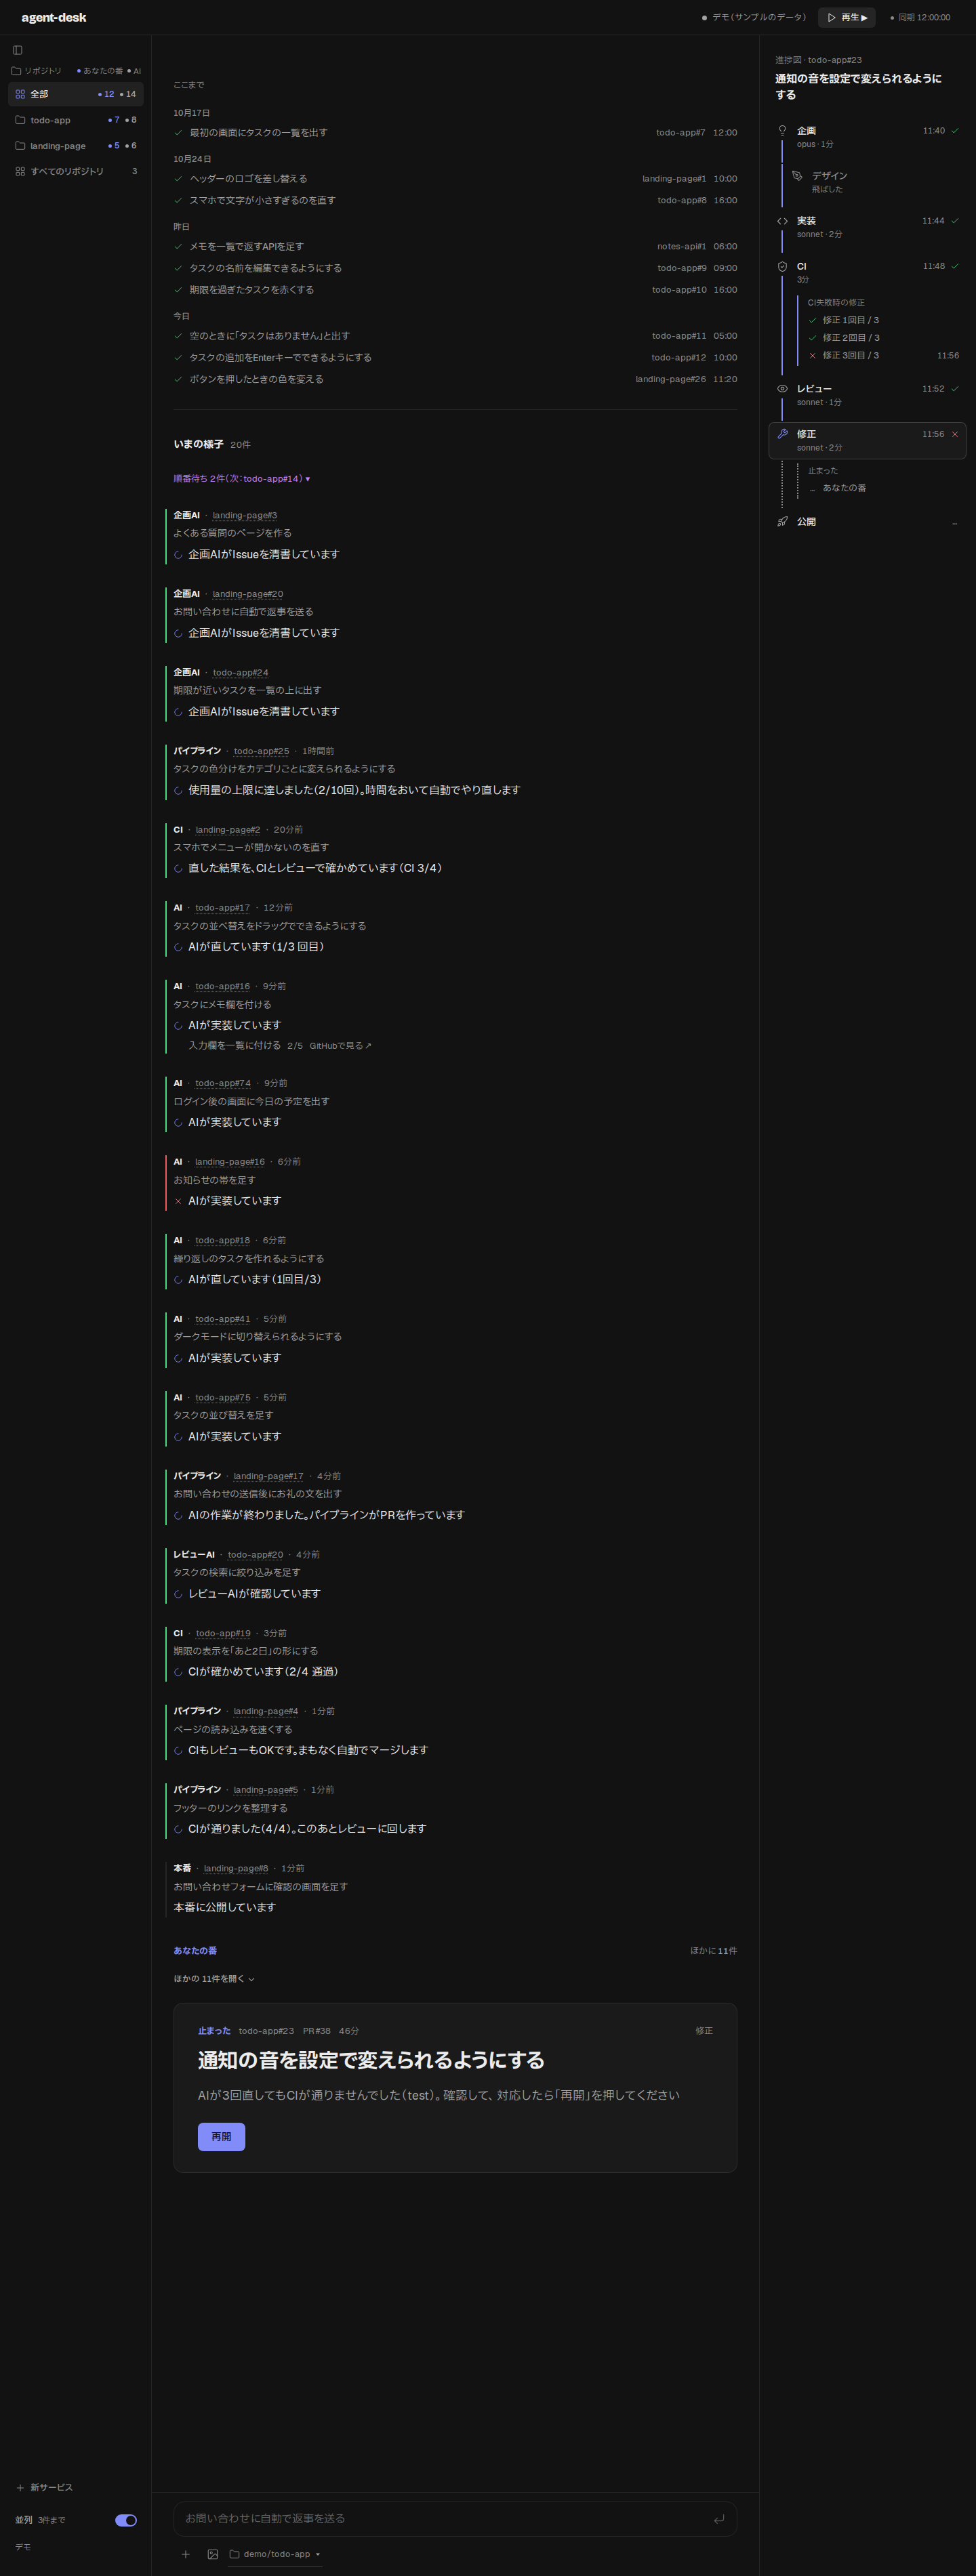 agent-desk
デモ（サンプルのデータ）
再生 ▶
同期 12:00:00
リポジトリ
あなたの番
AI
全部 12 14
todo-app 7 8
landing-page 5 6
すべてのリポジトリ 3
ここまで
10月17日
最初の画面にタスクの一覧を出す todo-app#7 12:00
10月24日
ヘッダーのロゴを差し替える landing-page#1 10:00
スマホで文字が小さすぎるのを直す todo-app#8 16:00
昨日
メモを一覧で返すAPIを足す notes-api#1 06:00
タスクの名前を編集できるようにする todo-app#9 09:00
期限を過ぎたタスクを赤くする todo-app#10 16:00
今日
空のときに「タスクはありません」と出す todo-app#11 05:00
タスクの追加をEnterキーでできるようにする todo-app#12 10:00
ボタンを押したときの色を変える landing-page#26 11:20
いまの様子 20件
順番待ち 2件（次：todo-app#14）▾
企画AI · landing-page#3
よくある質問のページを作る
企画AIがIssueを清書しています
企画AI · landing-page#20
お問い合わせに自動で返事を送る
企画AIがIssueを清書しています
企画AI · todo-app#24
期限が近いタスクを一覧の上に出す
企画AIがIssueを清書しています
パイプライン · todo-app#25 · 1時間前
タスクの色分けをカテゴリごとに変えられるようにする
使用量の上限に達しました（2/10回）。時間をおいて自動でやり直します
CI · landing-page#2 · 20分前
スマホでメニューが開かないのを直す
直した結果を、CIとレビューで確かめています（CI 3/4）
AI · todo-app#17 · 12分前
タスクの並べ替えをドラッグでできるようにする
AIが直しています（1/3 回目）
AI · todo-app#16 · 9分前
タスクにメモ欄を付ける
AIが実装しています
入力欄を一覧に付ける 2/5 GitHubで見る↗
AI · todo-app#74 · 9分前
ログイン後の画面に今日の予定を出す
AIが実装しています
AI · landing-page#16 · 6分前
お知らせの帯を足す
AIが実装しています
AI · todo-app#18 · 6分前
繰り返しのタスクを作れるようにする
AIが直しています（1回目/3）
AI · todo-app#41 · 5分前
ダークモードに切り替えられるようにする
AIが実装しています
AI · todo-app#75 · 5分前
タスクの並び替えを足す
AIが実装しています
パイプライン · landing-page#17 · 4分前
お問い合わせの送信後にお礼の文を出す
AIの作業が終わりました。パイプラインがPRを作っています
レビューAI · todo-app#20 · 4分前
タスクの検索に絞り込みを足す
レビューAIが確認しています
CI · todo-app#19 · 3分前
期限の表示を「あと2日」の形にする
CIが確かめています（2/4 通過）
パイプライン · landing-page#4 · 1分前
ページの読み込みを速くする
CIもレビューもOKです。まもなく自動でマージします
パイプライン · landing-page#5 · 1分前
フッターのリンクを整理する
CIが通りました（4/4）。このあとレビューに回します
本番 · landing-page#8 · 1分前
お問い合わせフォームに確認の画面を足す
本番に公開しています
あなたの番 ほかに 11件
ほかの 11件を開く
止まった todo-app#23 PR #38 46分 修正
通知の音を設定で変えられるようにする
AIが3回直してもCIが通りませんでした（test）。確認して、対応したら「再開」を押してください
再開
お問い合わせに自動で返事を送る
demo/todo-app
新サービス
並列 3件まで
デモ
進捗図 · todo-app#23
通知の音を設定で変えられるように
する
企画 11:40
opus · 1分
デザイン
飛ばした
実装 11:44
sonnet · 2分
CI 11:48
3分
CI失敗時の修正
修正 1回目 / 3
修正 2回目 / 3
修正 3回目 / 3 11:56
レビュー 11:52
sonnet · 1分
修正 11:56
sonnet · 2分
止まった
… あなたの番
公開 …